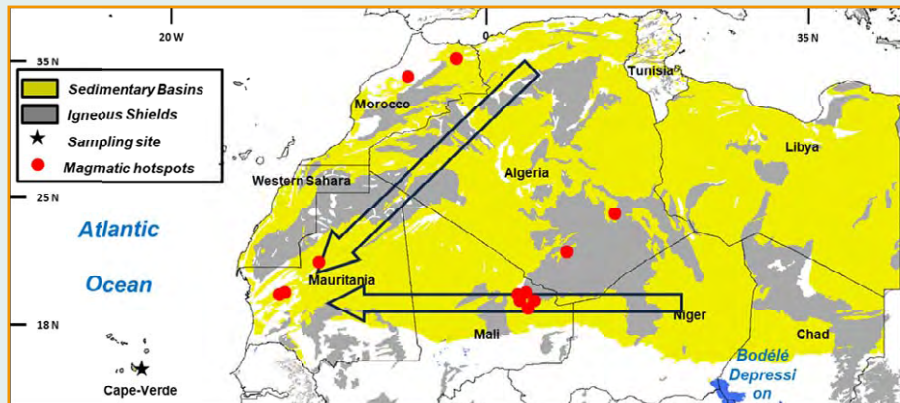 20 W
0
35 E
35 N
Tunisia
Sedimentary Basins
Igneous Shields
Sampling site
Magmatic hotspots
Morocco
Libya
Algeria
Western Sahara
25 N
Atlantic
Ocean
Mauritania
18 N
Mali
Niger
Chad
Bodélé
Depressi
on
Cape-Verde